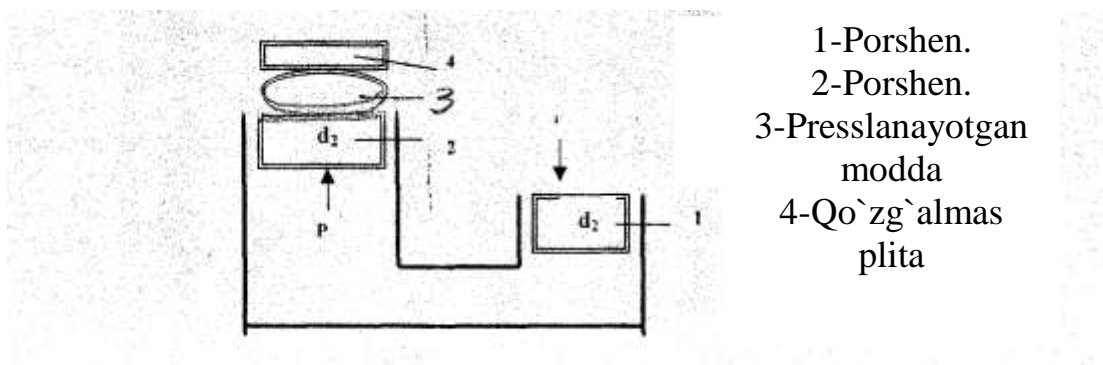 4
3
d₂
2
P
d₂
1
1-Porshen.
2-Porshen.
3-Presslanayotgan
modda
4-Qo`zg`almas
plita